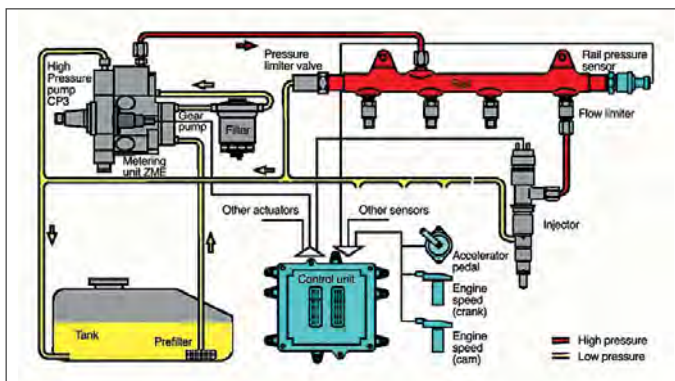 High
Pressure
pump
CP3
Gear
pump
Metering
unit ZME
Filter
Pressure
limiter valve
Rail pressure
sensor
Flow limiter
Injector
Other actuators
Other sensors
Control unit
Accelerator
pedal
Engine
speed
(crank)
Engine
speed
(cam)
Tank
Prefilter
High pressure
Low pressure